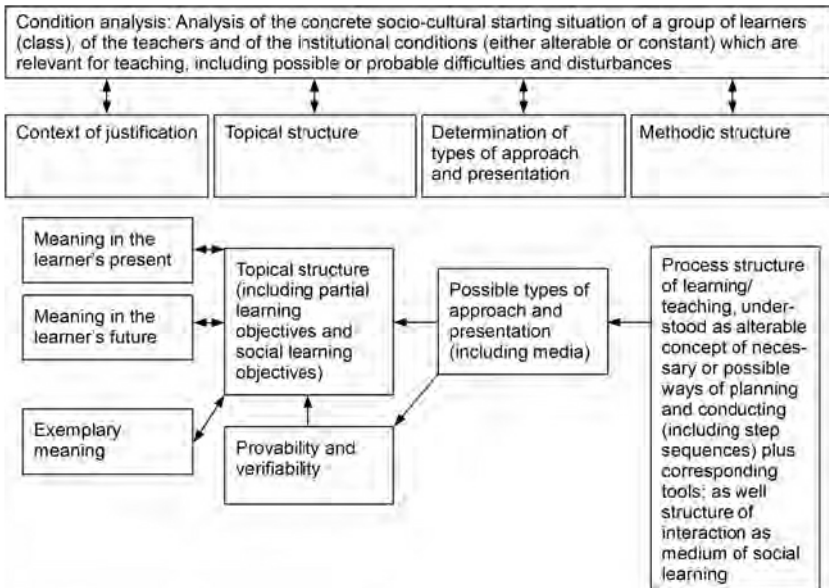 Condition analysis: Analysis of the concrete socio-cultural starting situation of a group of learners
(class), of the teachers and of the institutional conditions (either alterable or constant) which are
relevant for teaching, including possible or probable difficulties and disturbances
Context of justification
Topical structure
Determination of
types of approach
and presentation
Methodic structure
Meaning in the
learner's present
Meaning in the
learner's future
Exemplary
meaning
Topical structure
(including partial
learning
objectives and
social learning
objectives)
Provability and
verifiability
Possible types of
approach and
presentation
(including media)
Process structure
of learning/
teaching, under-
stood as alterable
concept of neces-
sary or possible
ways of planning
and conducting
(including step
sequences) plus
corresponding
tools; as well
structure of
interaction as
medium of social
learning